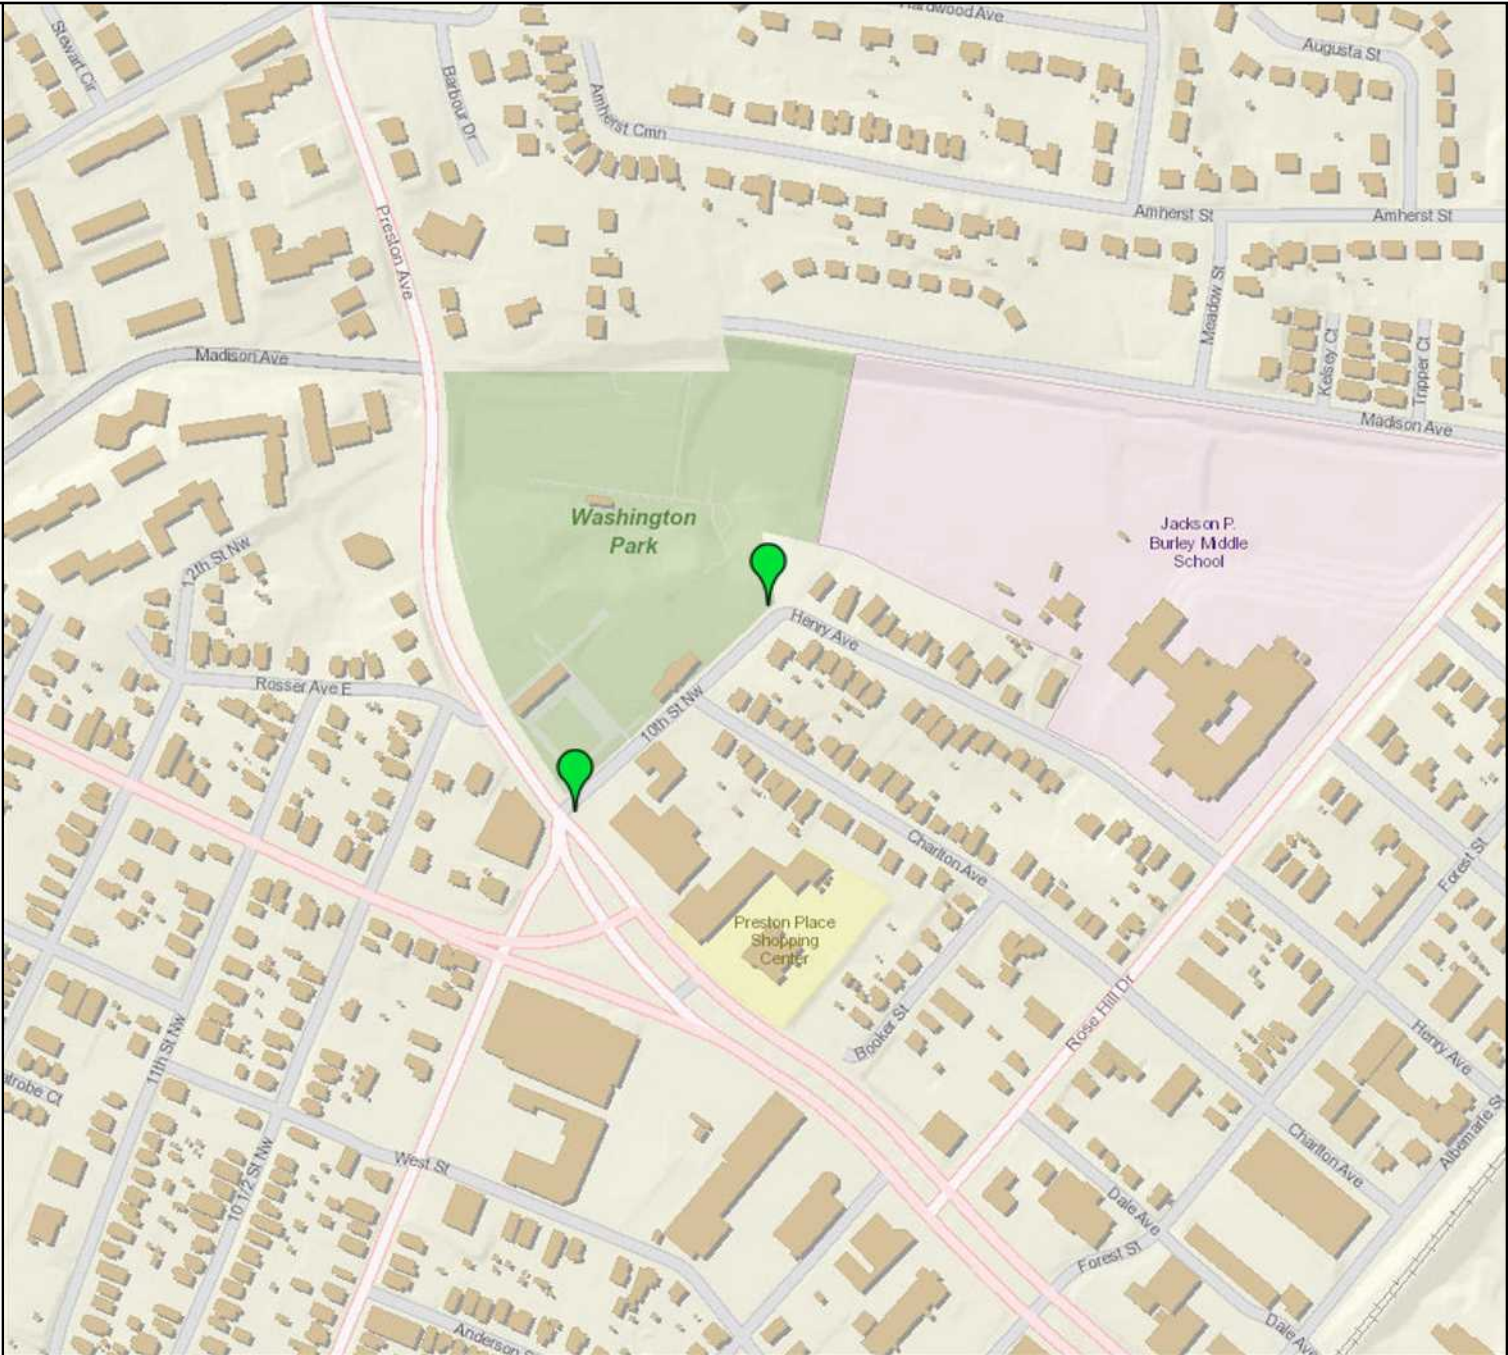 Hardwood Ave
Stewart Cir
Augusta St
Barbour Dr
Amherst Cmn
Preston Ave
Amherst St
Amherst St
Meadow St
Madison Ave
Kelsey Ct
Tripper Ct
Madison Ave
Washington
Park
Jackson P.
Burley Middle
School
12th St Nw
Henry Ave
Rosser Ave E
10th St Nw
Charlton Ave
Forest St
Preston Place
Shopping
Center
Rose Hill Dr
Booker St
11th St Nw
Henry Ave
Albemarle St
Charlton Ave
West St
10 1/2 St Nw
Dale Ave
Forest St
Anderson
Dale Ave